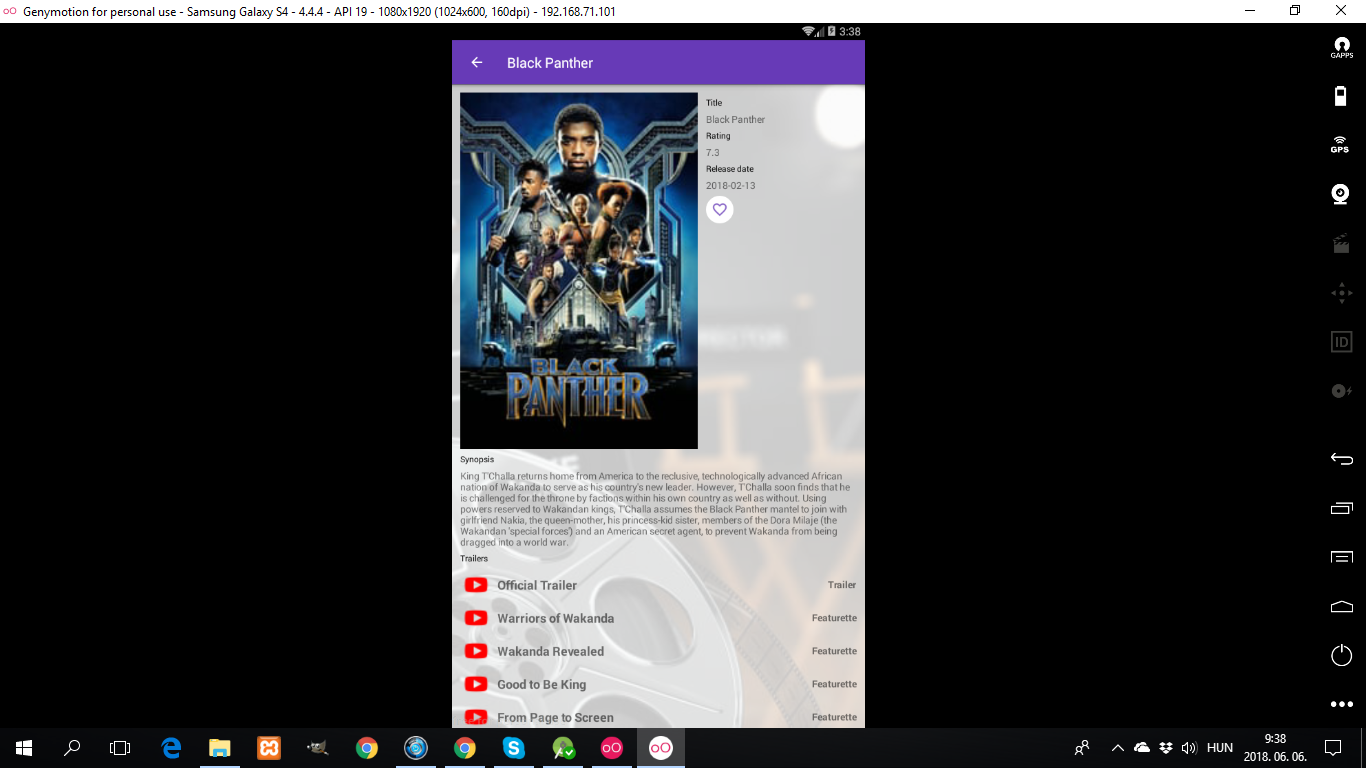 Genymotion for personal use - Samsung Galaxy S4 - 4.4.4 - API 19 - 1080x1920 (1024x600, 160dpi) - 192.168.71.101
3:38
Black Panther
Title
Black Panther
Rating
7.3
Release date
2018-02-13
BLACK
PANTHER
Synopsis
King T'Challa returns home from America to the reclusive, technologically advanced African
nation of Wakanda to serve as his country's new leader. However, T'Challa soon finds that he
is challenged for the throne by factions within his own country as well as without. Using
powers reserved to Wakandan kings, T'Challa assumes the Black Panther mantel to join with
girlfriend Nakia, the queen-mother, his princess-kid sister, members of the Dora Milaje (the
Wakandan 'special forces') and an American secret agent, to prevent Wakanda from being
dragged into a world war.
Trailers
Official Trailer Trailer
Warriors of Wakanda Featurette
Wakanda Revealed Featurette
Good to Be King Featurette
From Page to Screen Featurette
GAPPS
GPS
ID
HUN
9:38
2018. 06. 06.